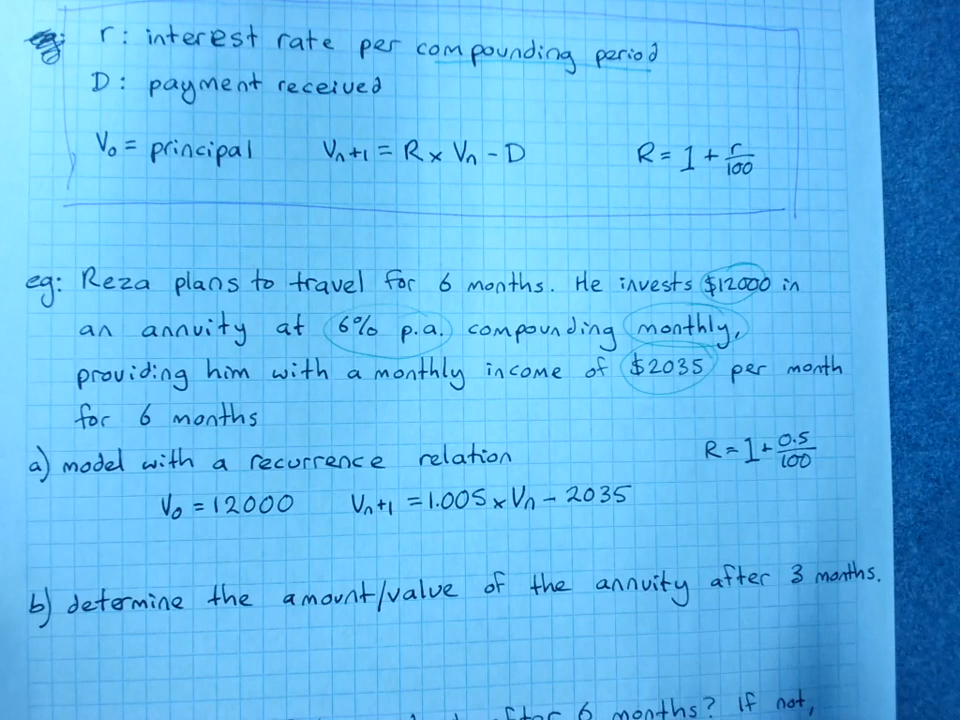 r: interest rate per compounding period
D: payment received
V₀ = principal Vₙ₊₁ = R × Vₙ - D R = 1 + r/100
eg: Reza plans to travel for 6 months. He invests $12000 in
an annuity at 6% p.a. compounding monthly,
providing him with a monthly income of $2035 per month
for 6 months
a) model with a recurrence relation R = 1 + 0.5/100
V₀ = 12000 Vₙ₊₁ = 1.005 × Vₙ - 2035
b) determine the amount/value of the annuity after 3 months.
after 6 months? If not,